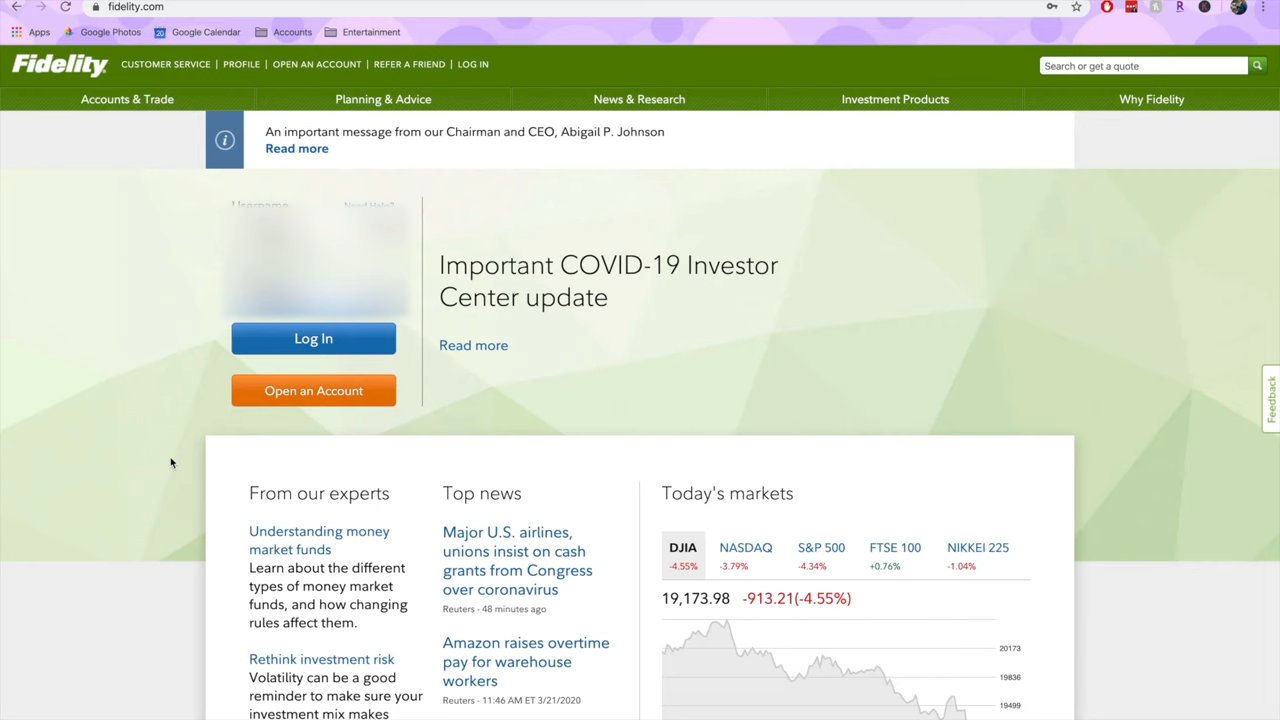 fidelity.com
Apps Google Photos 20 Google Calendar Accounts Entertainment
Fidelity
CUSTOMER SERVICE | PROFILE | OPEN AN ACCOUNT | REFER A FRIEND | LOG IN
Search or get a quote
Accounts & Trade Planning & Advice News & Research Investment Products Why Fidelity
An important message from our Chairman and CEO, Abigail P. Johnson
Read more
Username Need Help?
Important COVID-19 Investor
Center update
Log In
Read more
Open an Account
Feedback
From our experts
Understanding money
market funds
Learn about the different
types of money market
funds, and how changing
rules affect them.
Rethink investment risk
Volatility can be a good
reminder to make sure your
investment mix makes
Top news
Major U.S. airlines,
unions insist on cash
grants from Congress
over coronavirus
Reuters - 48 minutes ago
Amazon raises overtime
pay for warehouse
workers
Reuters - 11:46 AM ET 3/21/2020
Today's markets
DJIA NASDAQ S&P 500 FTSE 100 NIKKEI 225
-4.55% -3.79% -4.34% +0.76% -1.04%
19,173.98 -913.21(-4.55%)
20173
19836
19499